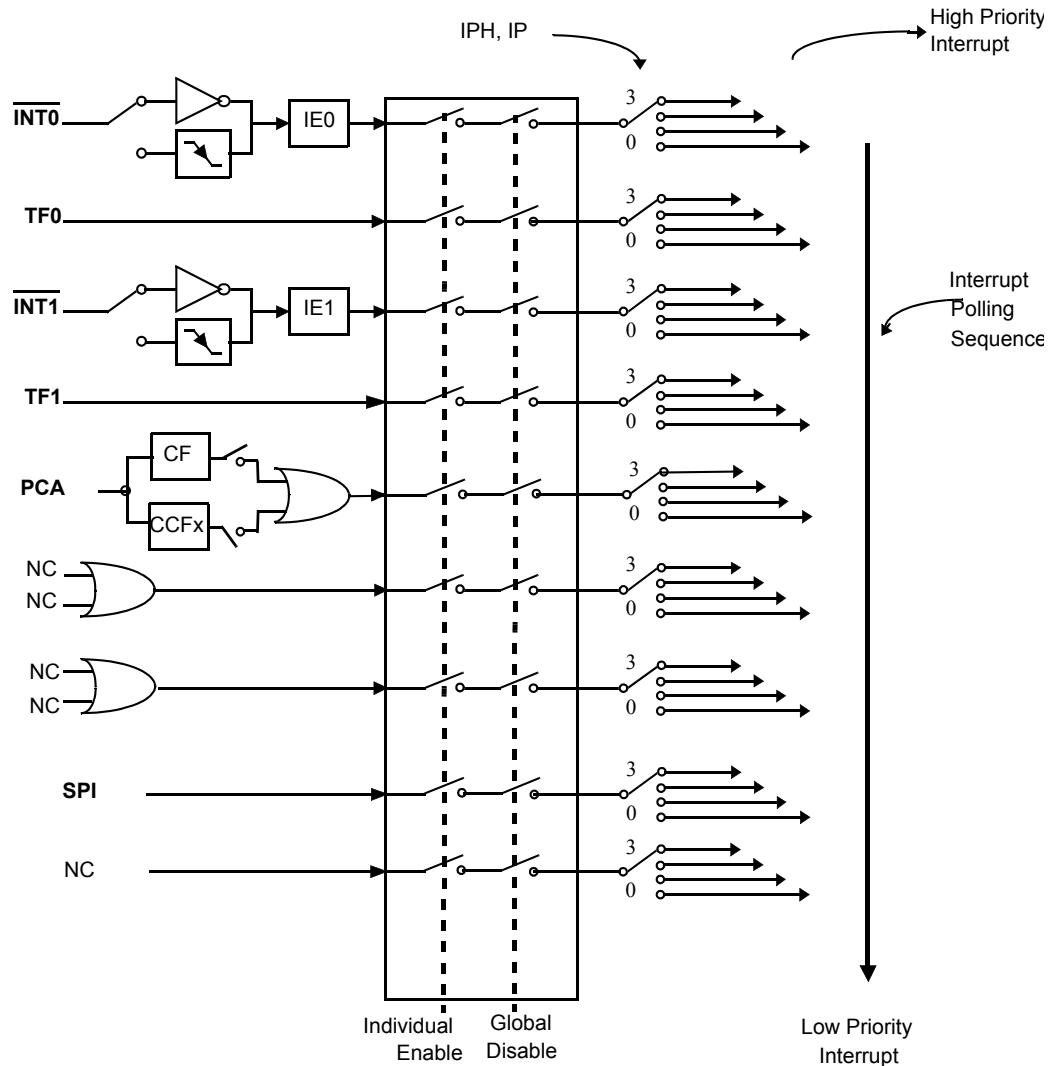 IPH, IP
High Priority
Interrupt
INT0
IE0
3
0
TF0
3
0
INT1
IE1
3
0
Interrupt
Polling
Sequence
TF1
3
0
PCA
CF
CCFx
3
0
NC
NC
3
0
NC
NC
3
0
SPI
3
0
NC
3
0
Individual
Enable
Global
Disable
Low Priority
Interrupt